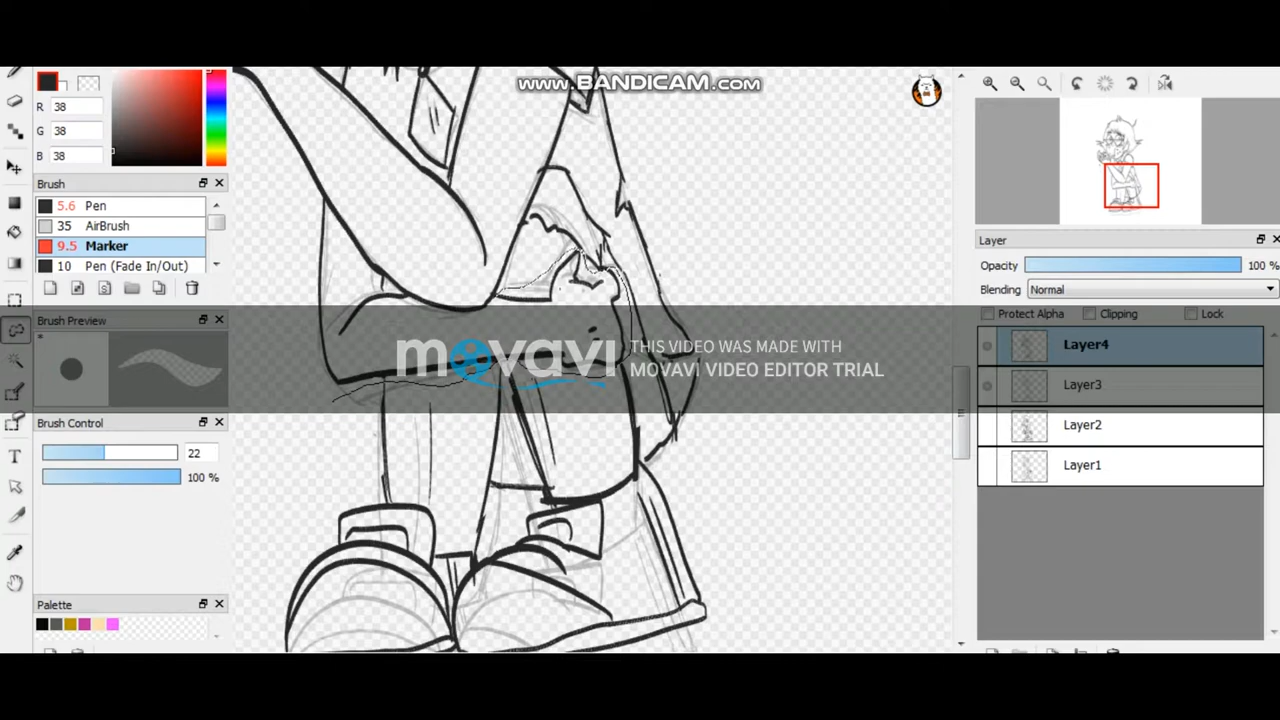 www.BANDICAM.com
R 38
G 38
B 38
Brush
5.6 Pen
35 AirBrush
9.5 Marker
10 Pen (Fade In/Out)
Brush Preview
Brush Control
22
100 %
Palette
movavi
THIS VIDEO WAS MADE WITH
MOVAVI VIDEO EDITOR TRIAL
Layer
Opacity 100 %
Blending Normal
Protect Alpha Clipping Lock
Layer4
Layer3
Layer2
Layer1